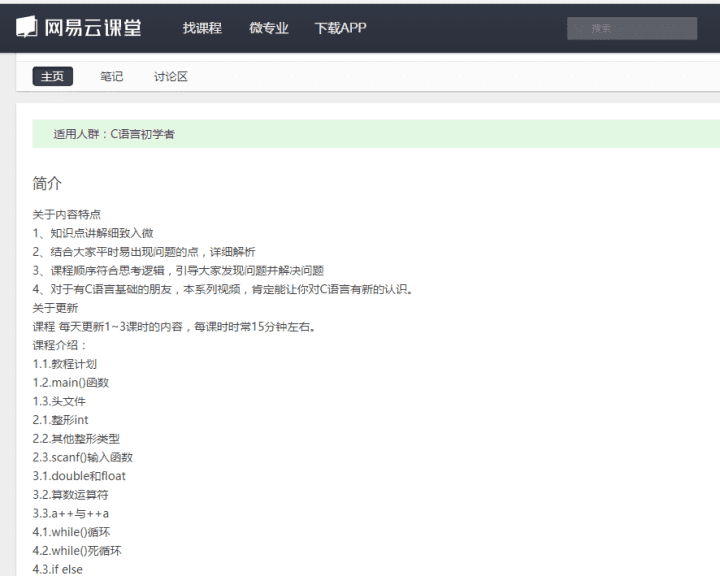 网易云课堂 找课程 微专业 下载APP 搜索
主页 笔记 讨论区
适用人群：C语言初学者
简介
关于内容特点
1、知识点讲解细致入微
2、结合大家平时易出现问题的点，详细解析
3、课程顺序符合思考逻辑，引导大家发现问题并解决问题
4、对于有C语言基础的朋友，本系列视频，肯定能让你对C语言有新的认识。
关于更新
课程 每天更新1~3课时的内容，每课时时常15分钟左右。
课程介绍：
1.1.教程计划
1.2.main()函数
1.3.头文件
2.1.整形int
2.2.其他整形类型
2.3.scanf()输入函数
3.1.double和float
3.2.算数运算符
3.3.a++与++a
4.1.while()循环
4.2.while()死循环
4.3.if else